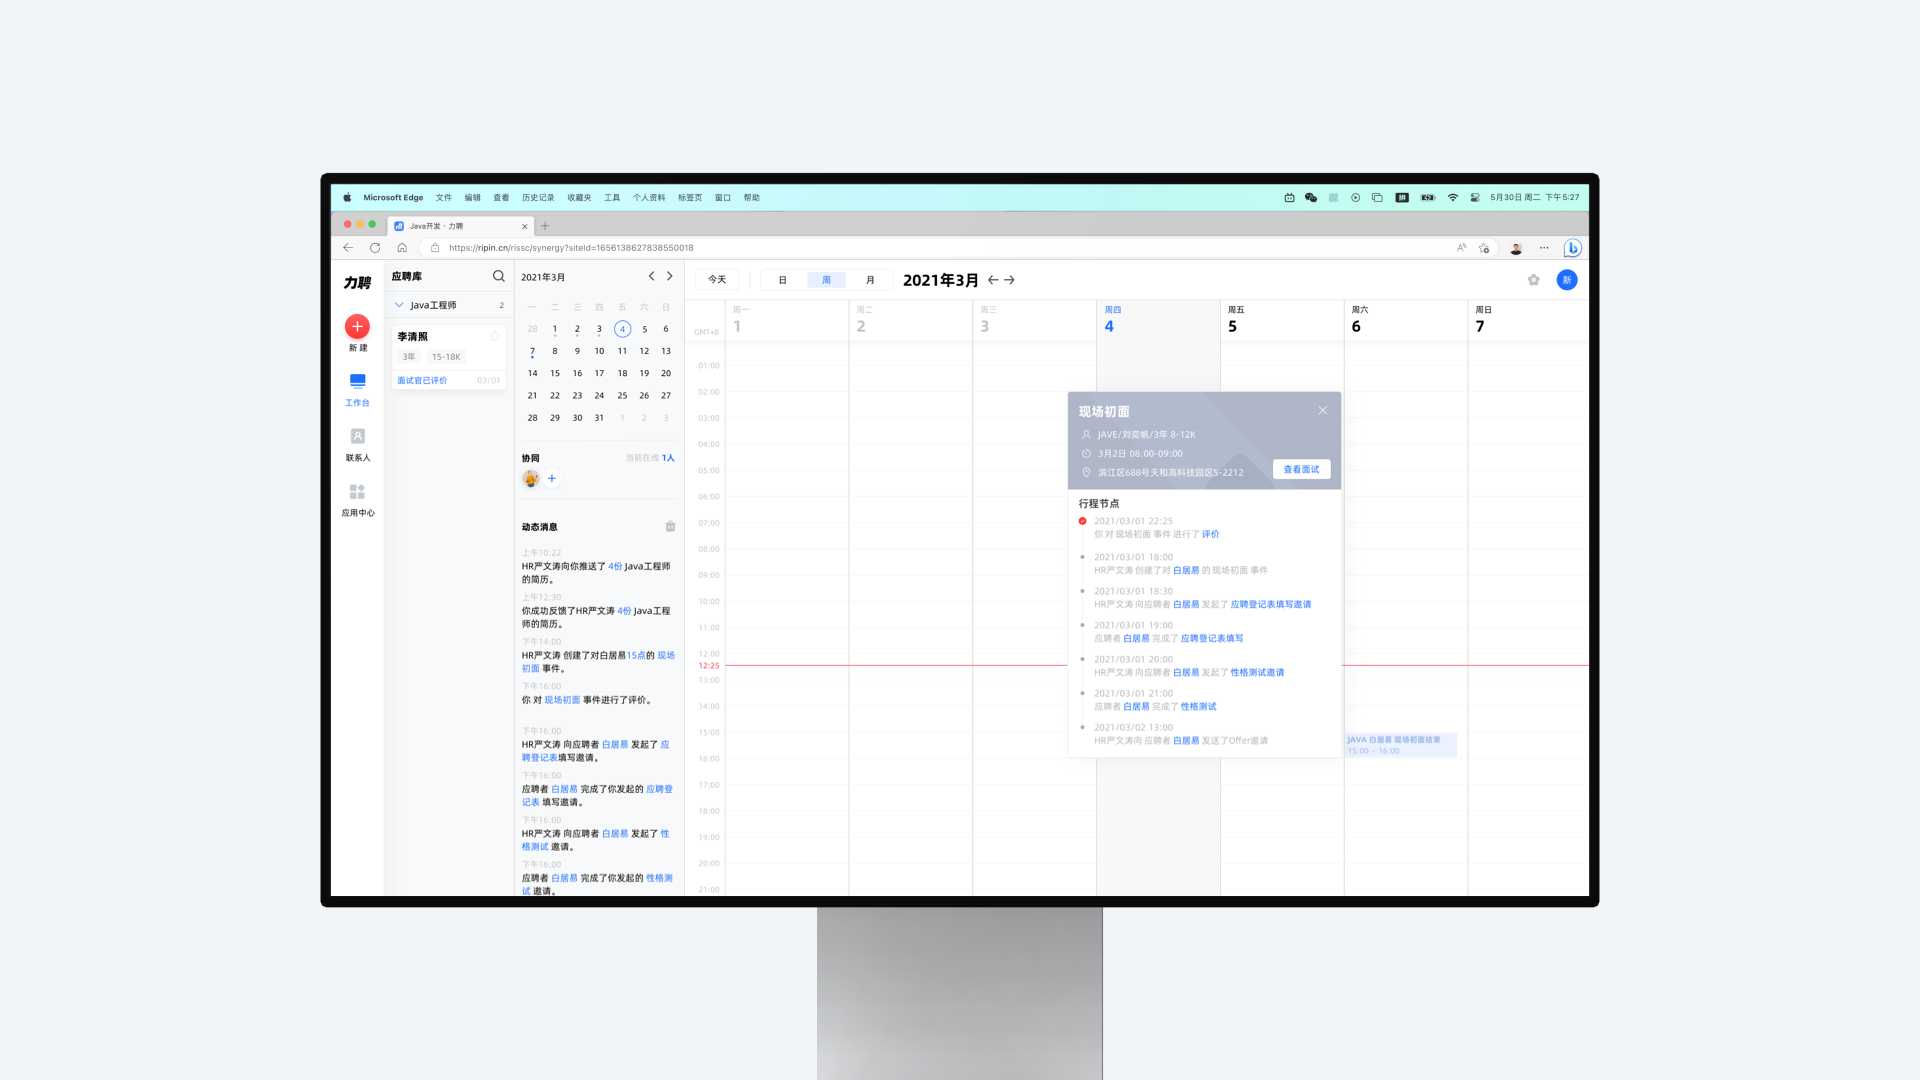 Microsoft Edge 文件 编辑 查看 历史记录 收藏夹 工具 个人资料 标签页 窗口 帮助
拼 5月30日 周二 下午5:27
Java开发 · 力聘
https://ripin.cn/rissc/synergy?siteId=1656138627838550018
力聘
新 建
工作台
联系人
应用中心
应聘库
Java工程师 2
李清照
3年 15-18K
面试官已评价 03/01
2021年3月
一 二 三 四 五 六 日
28 1 2 3 4 5 6
7 8 9 10 11 12 13
14 15 16 17 18 19 20
21 22 23 24 25 26 27
28 29 30 31 1 2 3
协同 当前在线 1人
动态消息
上午10:22
HR严文涛向你推送了 4份 Java工程师
的简历。
上午12:30
你成功反馈了HR严文涛 4份 Java工程
师的简历。
下午14:00
HR严文涛 创建了对白居易15点的 现场
初面 事件。
下午16:00
你 对 现场初面 事件进行了评价。
下午16:00
HR严文涛 向应聘者 白居易 发起了 应
聘登记表填写邀请。
下午16:00
应聘者 白居易 完成了你发起的 应聘登
记表 填写邀请。
下午16:00
HR严文涛 向应聘者 白居易 发起了 性
格测试 邀请。
下午16:00
应聘者 白居易 完成了你发起的 性格测
试 邀请。
今天 日 周 月 2021年3月 新
GMT+8
周一 周二 周三 周四 周五 周六 周日
1 2 3 4 5 6 7
01:00
02:00
03:00
04:00
05:00
06:00
07:00
08:00
09:00
10:00
11:00
12:00
12:25
13:00
14:00
15:00
16:00
17:00
18:00
19:00
20:00
21:00
现场初面
JAVE/刘奕帆/3年 8-12K
3月2日 08:00-09:00
滨江区688号天和高科技园区5-2212
查看面试
行程节点
2021/03/01 22:25
你 对 现场初面 事件 进行了 评价
2021/03/01 18:00
HR严文涛 创建了对 白居易 的 现场初面 事件
2021/03/01 18:30
HR严文涛 向应聘者 白居易 发起了 应聘登记表填写邀请
2021/03/01 19:00
应聘者 白居易 完成了 应聘登记表填写
2021/03/01 20:00
HR严文涛 向应聘者 白居易 发起了 性格测试邀请
2021/03/01 21:00
应聘者 白居易 完成了 性格测试
2021/03/02 13:00
HR严文涛向 应聘者 白居易 发送了Offer邀请
JAVA 白居易 现场初面结束
15:00 - 16:00